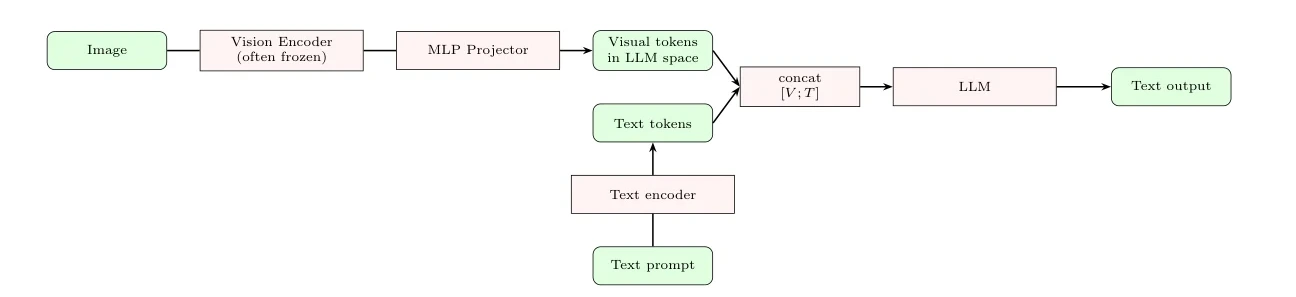 Image
Vision Encoder
(often frozen)
MLP Projector
Visual tokens
in LLM space
concat
[V; T]
LLM
Text output
Text tokens
Text encoder
Text prompt